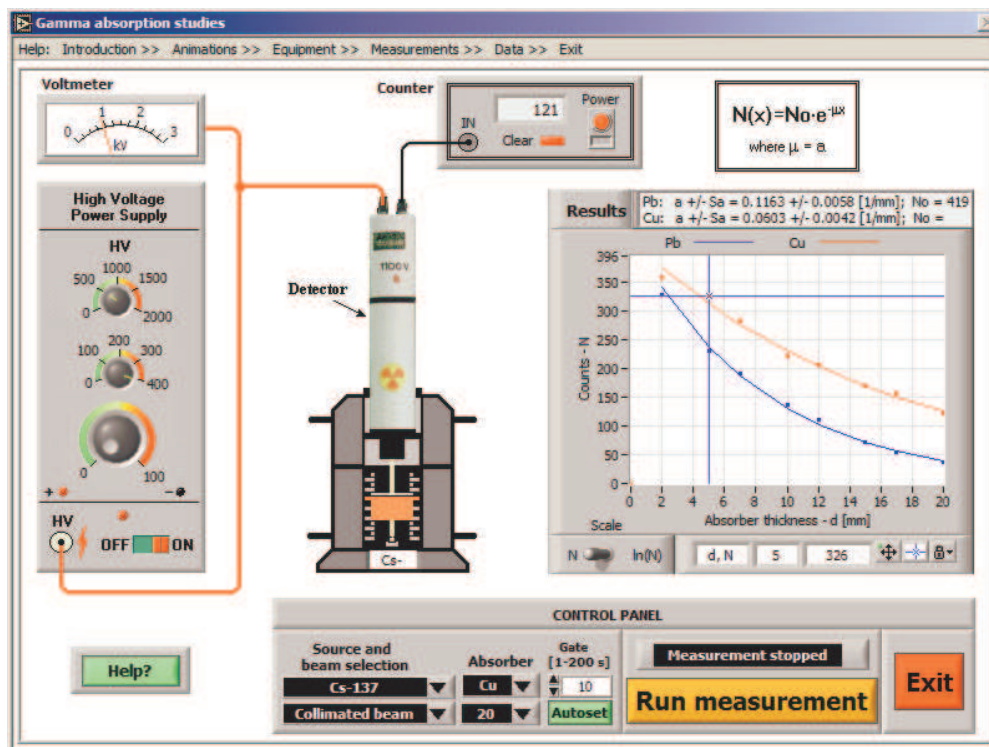 Gamma absorption studies
Help: Introduction >> Animations >> Equipment >> Measurements >> Data >> Exit
Voltmeter
0 1 2 3
kV
Counter
IN
121
Power
Clear
N(x)=No·e-μx
where μ = a
High Voltage
Power Supply
HV
0 500 1000 1500 2000
0 100 200 300 400
0 100
+ -
HV
OFF ON
1100V
Detector
Cs-
Results
Pb: a +/- Sa = 0.1163 +/- 0.0058 [1/mm]; No = 419
Cu: a +/- Sa = 0.0603 +/- 0.0042 [1/mm]; No =
Pb Cu
396
350
300
250
200
150
100
50
0
Counts - N
0 2 4 6 8 10 12 14 16 18 20
Absorber thickness - d [mm]
Scale
N ln(N)
d, N 5 326
CONTROL PANEL
Source and
beam selection
Absorber
Gate
[1-200 s]
Cs-137 Cu 10
Collimated beam 20 Autoset
Measurement stopped
Run measurement
Exit
Help?